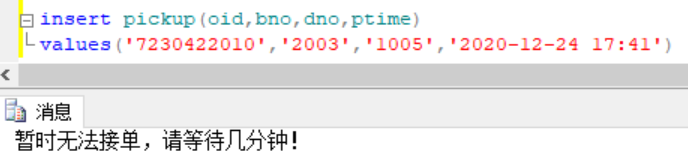 insert pickup(oid,bno,dno,ptime)
values('7230422010','2003','1005','2020-12-24 17:41')
消息
暂时无法接单，请等待几分钟!